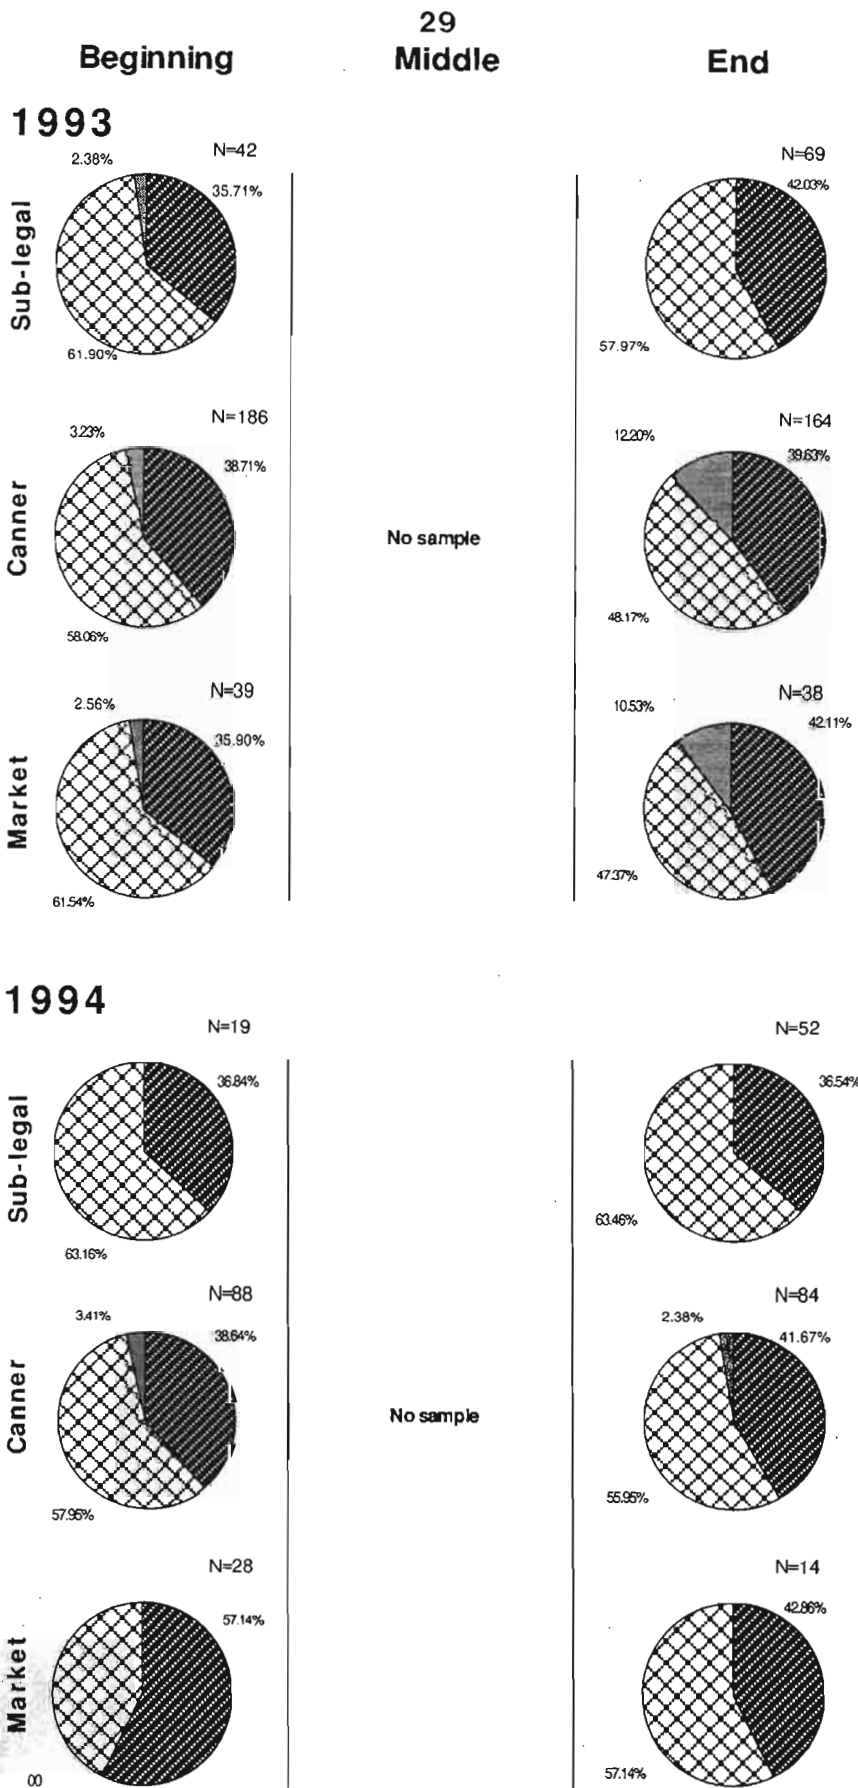 29
Beginning Middle End
1993
Sub-legal
2.38%
N=42
35.71%
61.90%
N=69
42.03%
57.97%
Canner
3.23%
N=186
38.71%
58.06%
No sample
12.20%
N=164
39.63%
48.17%
Market
2.56%
N=39
35.90%
61.54%
10.53%
N=38
42.11%
47.37%
1994
Sub-legal
N=19
36.84%
63.16%
N=52
36.54%
63.46%
Canner
3.41%
N=88
38.64%
57.95%
No sample
2.38%
N=84
41.67%
55.95%
Market
N=28
57.14%
N=14
42.86%
57.14%